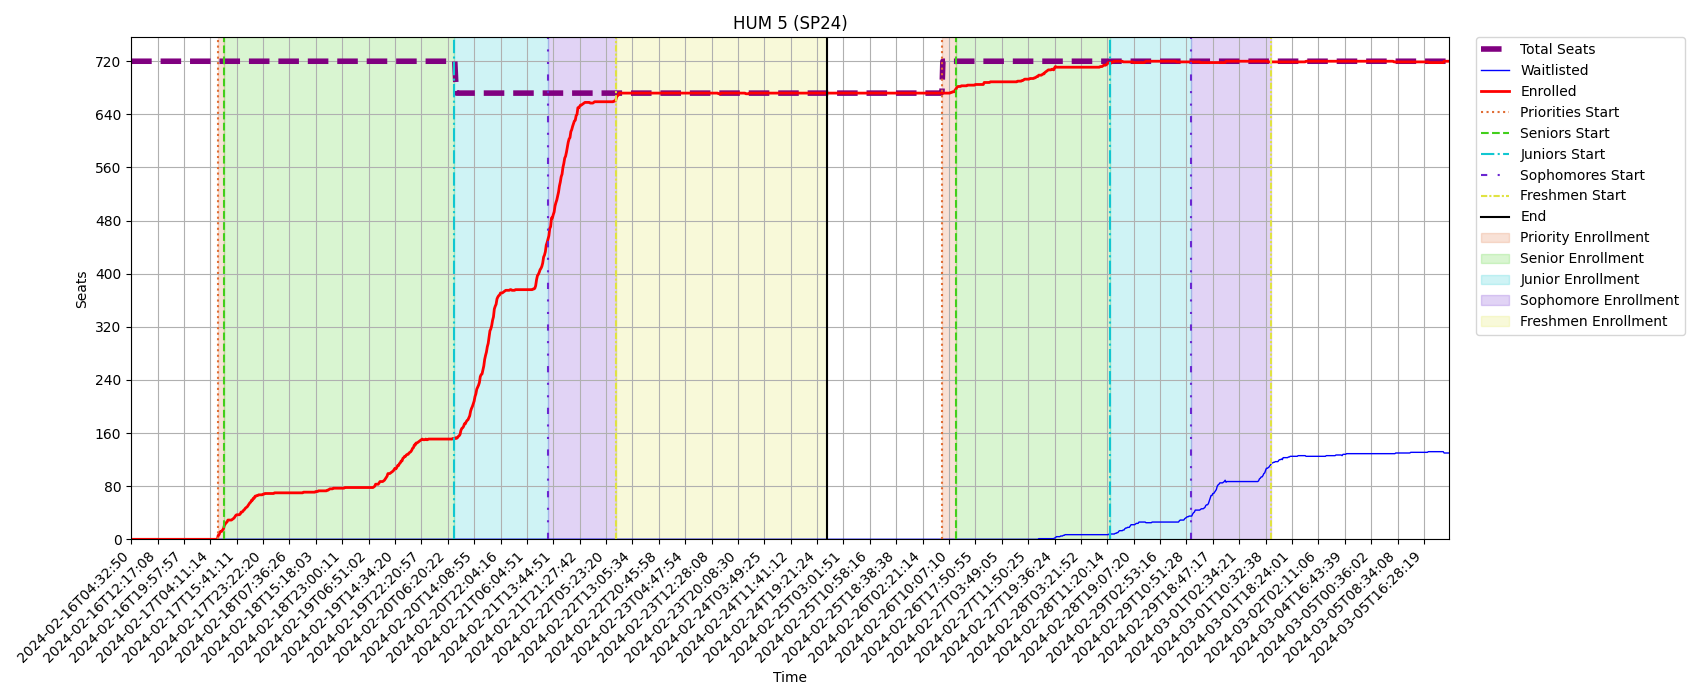 HUM 5 (SP24)
Seats
720
640
560
480
400
320
240
160
80
0
2024-02-16T04:32:50
2024-02-16T12:17:08
2024-02-16T19:57:57
2024-02-17T04:11:14
2024-02-17T15:41:11
2024-02-17T23:22:20
2024-02-18T07:36:26
2024-02-18T15:18:03
2024-02-18T23:00:11
2024-02-19T06:51:02
2024-02-19T14:34:20
2024-02-19T22:20:57
2024-02-20T06:20:22
2024-02-20T14:08:55
2024-02-20T22:04:16
2024-02-21T06:04:51
2024-02-21T13:44:51
2024-02-21T21:27:42
2024-02-22T05:23:20
2024-02-22T13:05:34
2024-02-22T20:45:58
2024-02-23T04:47:54
2024-02-23T12:28:08
2024-02-23T20:08:30
2024-02-24T03:49:25
2024-02-24T11:41:12
2024-02-24T19:21:24
2024-02-25T03:01:51
2024-02-25T10:58:16
2024-02-25T18:38:38
2024-02-26T02:21:14
2024-02-26T10:07:10
2024-02-26T17:50:55
2024-02-27T03:49:05
2024-02-27T11:50:25
2024-02-27T19:36:24
2024-02-28T03:21:52
2024-02-28T11:20:14
2024-02-28T19:07:20
2024-02-29T02:53:16
2024-02-29T10:51:28
2024-02-29T18:47:17
2024-03-01T02:34:21
2024-03-01T10:32:38
2024-03-01T18:24:01
2024-03-02T02:11:06
2024-03-04T16:43:39
2024-03-05T00:36:02
2024-03-05T08:34:08
2024-03-05T16:28:19
Time
Total Seats
Waitlisted
Enrolled
Priorities Start
Seniors Start
Juniors Start
Sophomores Start
Freshmen Start
End
Priority Enrollment
Senior Enrollment
Junior Enrollment
Sophomore Enrollment
Freshmen Enrollment